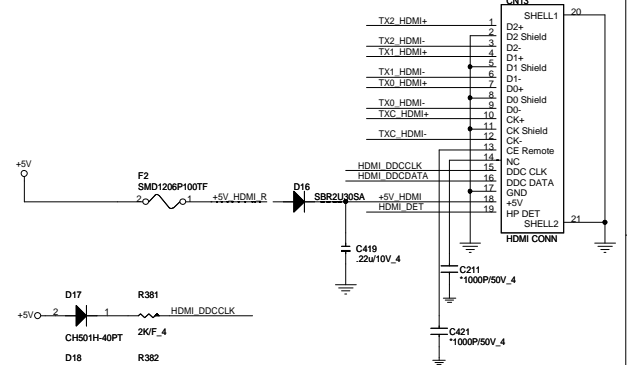 CN13
SHELL1 20
TX2_HDMI+ 1 D2+
2 D2 Shield
TX2_HDMI- 3 D2-
TX1_HDMI+ 4 D1+
5 D1 Shield
TX1_HDMI- 6 D1-
TX0_HDMI+ 7 D0+
8 D0 Shield
TX0_HDMI- 9 D0-
TXC_HDMI+ 10 CK+
11 CK Shield
TXC_HDMI- 12 CK-
13 CE Remote
14 NC
HDMI_DDCCLK 15 DDC CLK
HDMI_DDCDATA 16 DDC DATA
17 GND
+5V_HDMI 18 +5V
HDMI_DET 19 HP DET
SHELL2 21
HDMI CONN
+5V
F2
SMD1206P100TF
2 1
+5V_HDMI_R
D16
SBR2U30SA
C419
.22u/10V_4
C211
*1000P/50V_4
C421
*1000P/50V_4
D17 R381
+5V 2 1 HDMI_DDCCLK
CH501H-40PT 2K/F_4
D18 R382